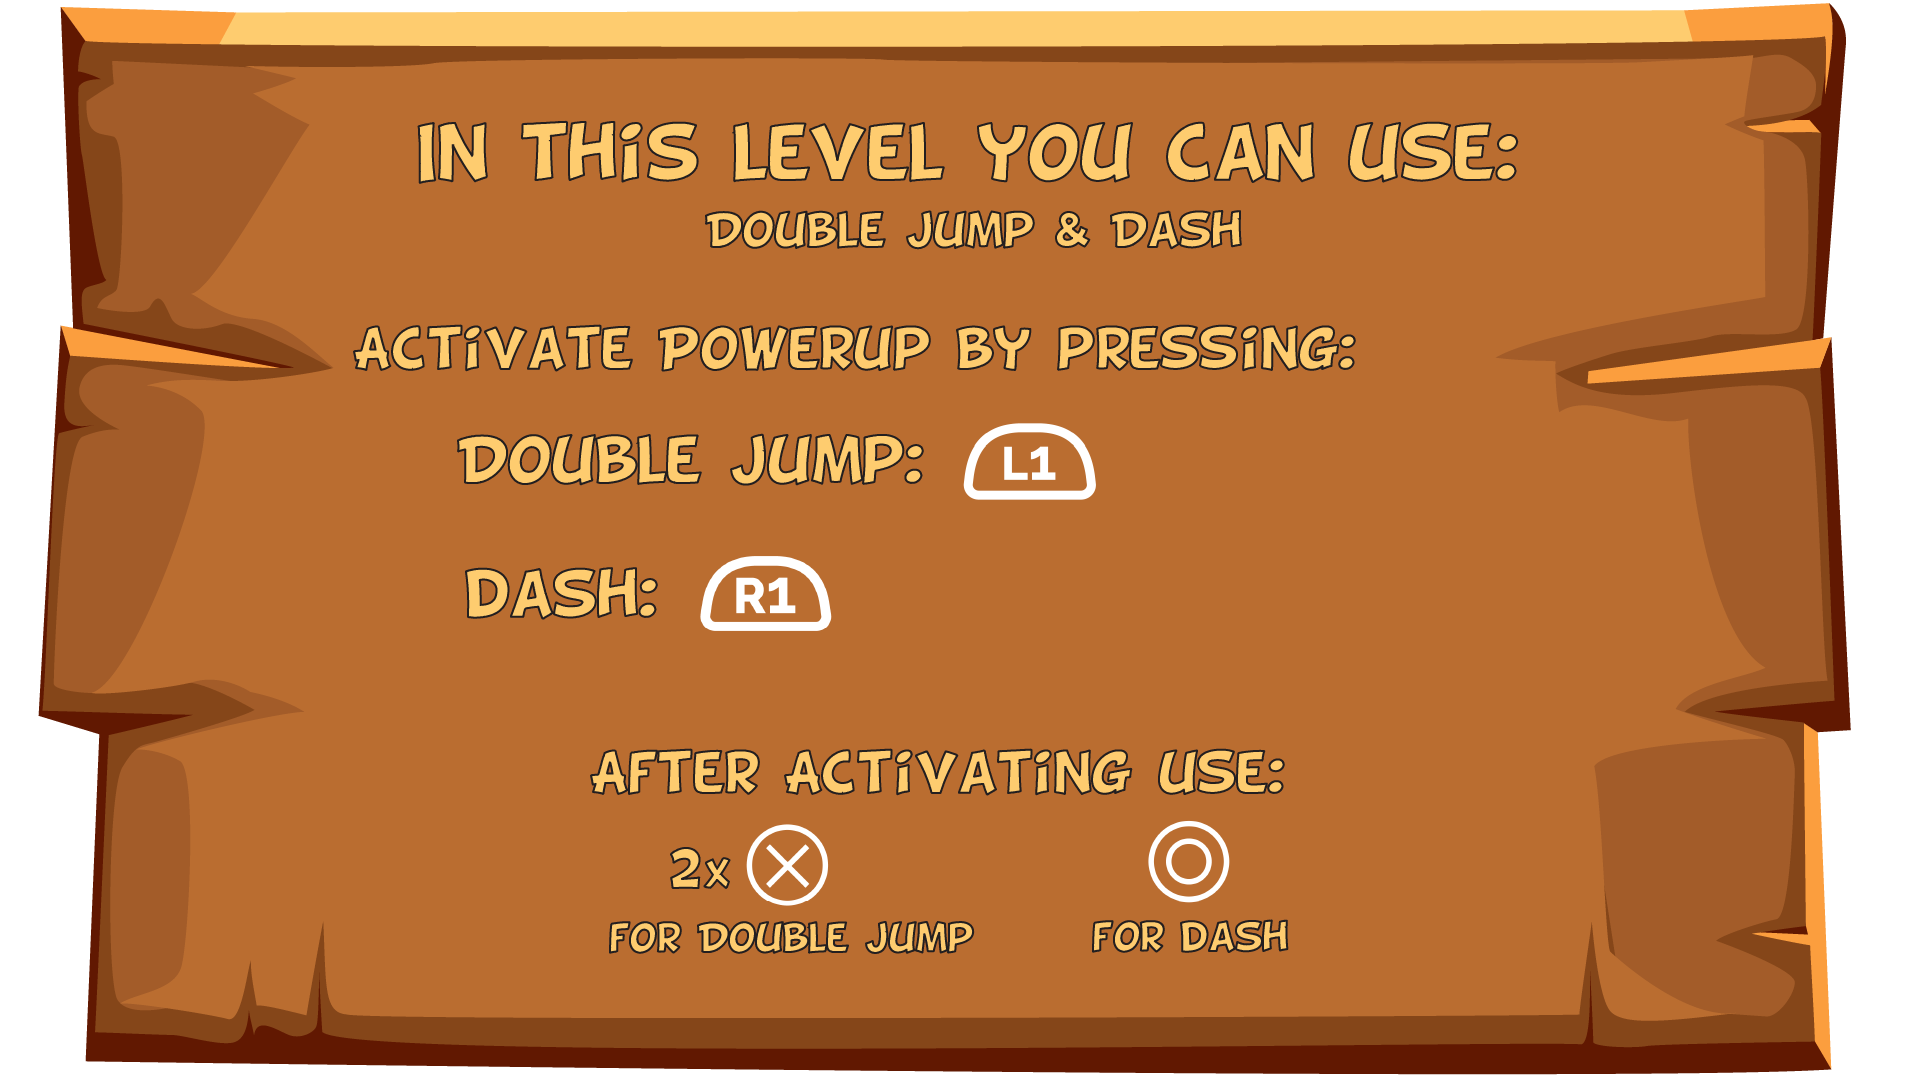 IN THIS LEVEL YOU CAN USE:
DOUBLE JUMP & DASH
ACTIVATE POWERUP BY PRESSING:
DOUBLE JUMP: L1
DASH: R1
AFTER ACTIVATING USE:
2x
FOR DOUBLE JUMP FOR DASH